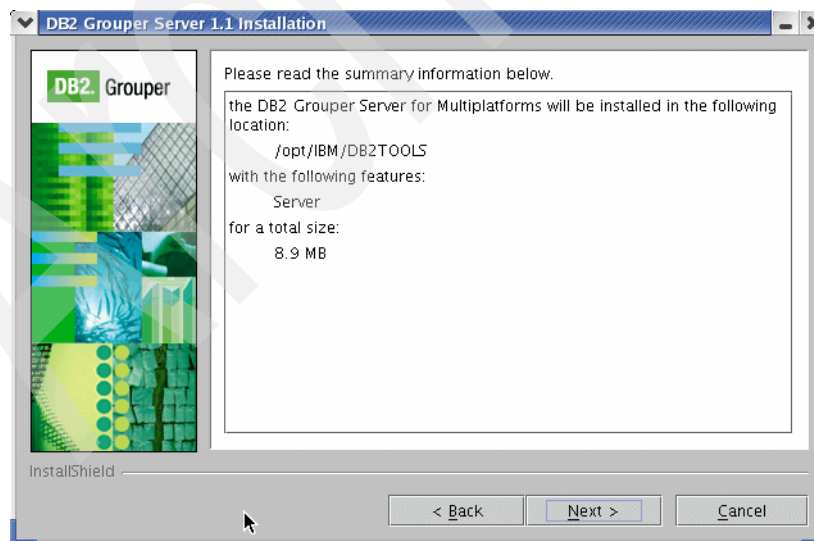 DB2 Grouper Server 1.1 Installation
DB2. Grouper
Please read the summary information below.
the DB2 Grouper Server for Multiplatforms will be installed in the following
location:
/opt/IBM/DB2TOOLS
with the following features:
Server
for a total size:
8.9 MB
InstallShield
< Back
Next >
Cancel